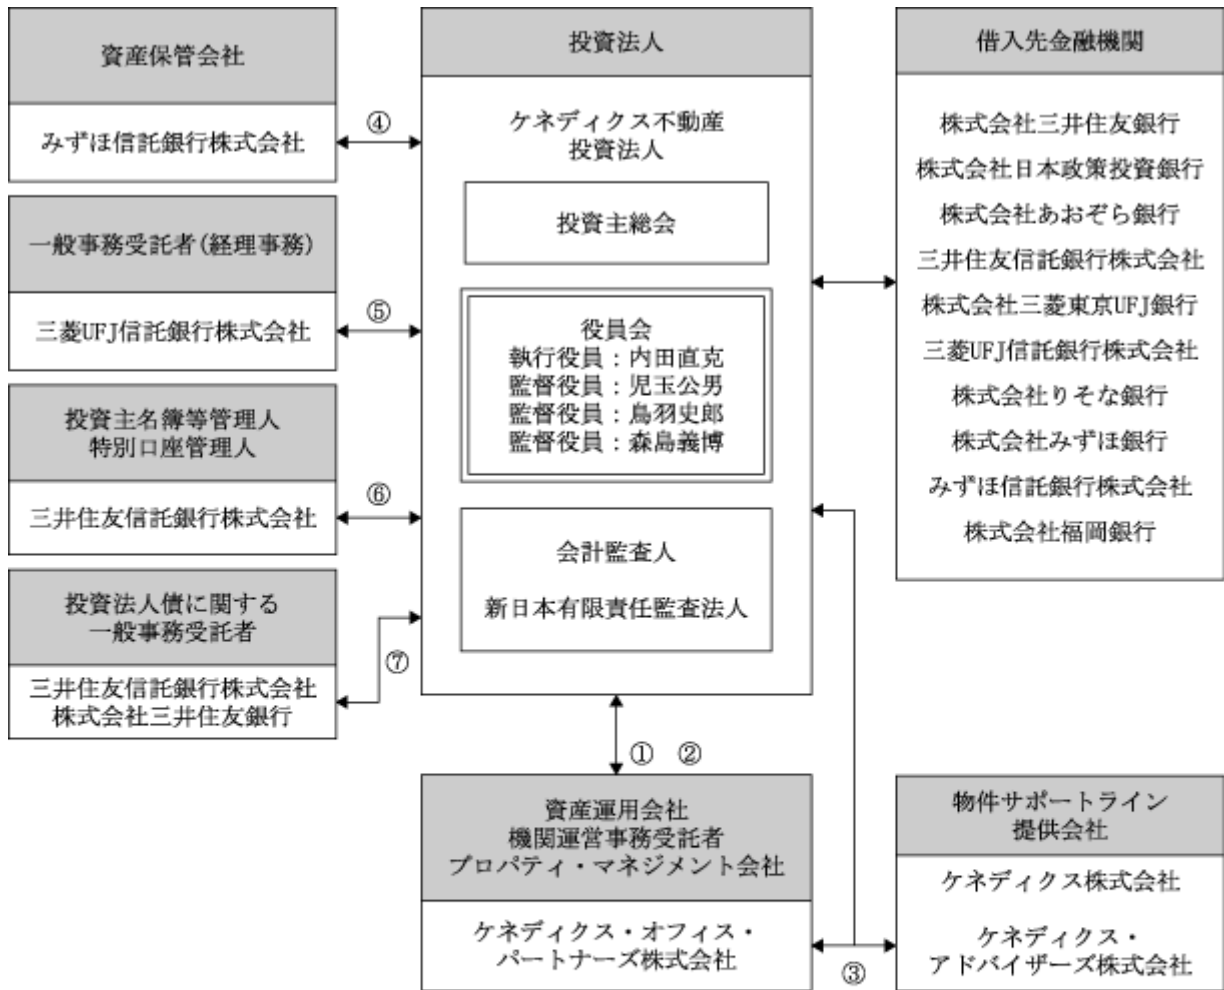 資産保管会社
みずほ信託銀行株式会社
④
一般事務受託者(経理事務)
三菱UFJ信託銀行株式会社
⑤
投資主名簿等管理人
特別口座管理人
三井住友信託銀行株式会社
⑥
投資法人債に関する
一般事務受託者
三井住友信託銀行株式会社
株式会社三井住友銀行
⑦
投資法人
ケネディクス不動産
投資法人
投資主総会
役員会
執行役員:内田直克
監督役員:児玉公男
監督役員:鳥羽史郎
監督役員:森島義博
会計監査人
新日本有限責任監査法人
① ②
資産運用会社
機関運営事務受託者
プロパティ・マネジメント会社
ケネディクス・オフィス・
パートナーズ株式会社
借入先金融機関
株式会社三井住友銀行
株式会社日本政策投資銀行
株式会社あおぞら銀行
三井住友信託銀行株式会社
株式会社三菱東京UFJ銀行
三菱UFJ信託銀行株式会社
株式会社りそな銀行
株式会社みずほ銀行
みずほ信託銀行株式会社
株式会社福岡銀行
③
物件サポートライン
提供会社
ケネディクス株式会社
ケネディクス・
アドバイザーズ株式会社